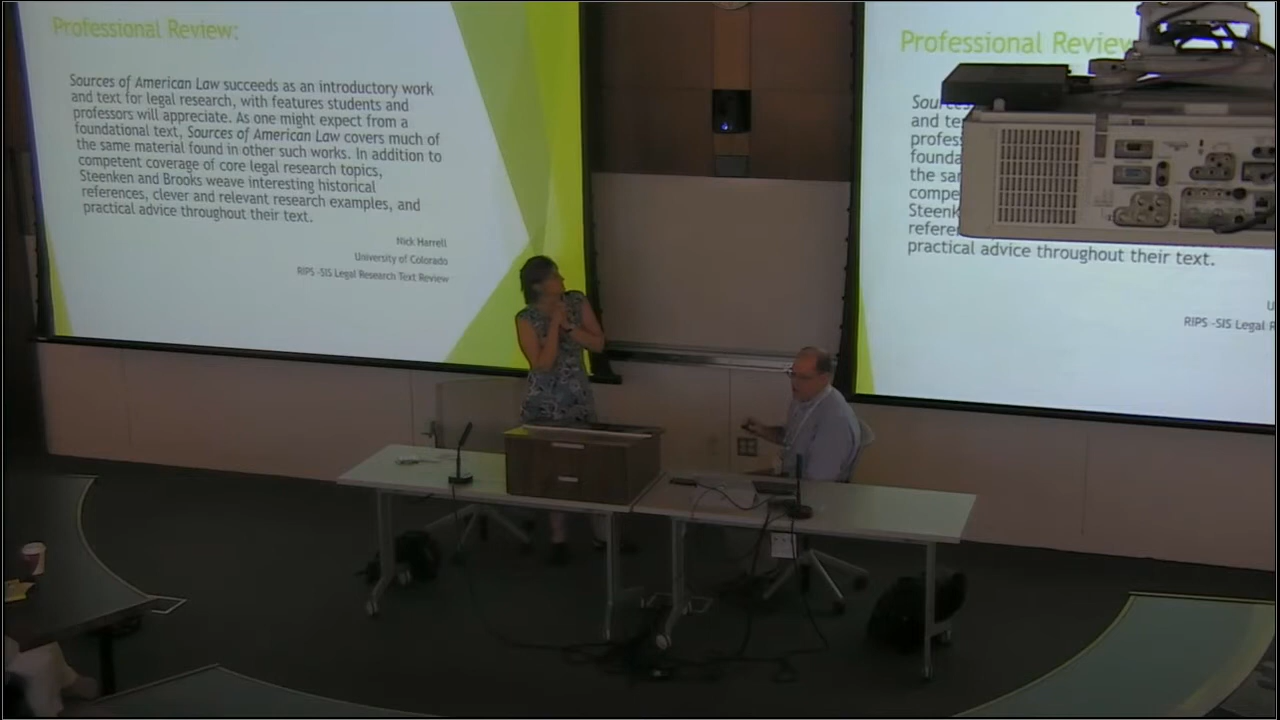 Professional Review:
Sources of American Law succeeds as an introductory work
and text for legal research, with features students and
professors will appreciate. As one might expect from a
foundational text, Sources of American Law covers much of
the same material found in other such works. In addition to
competent coverage of core legal research topics,
Steenken and Brooks weave interesting historical
references, clever and relevant research examples, and
practical advice throughout their text.
Nick Harrell
University of Colorado
RIPS -SIS Legal Research Text Review
Professional Review
Sources
and te
profes
founda
the sa
compe
Steenk
refere
practical advice throughout their text.
U
RIPS -SIS Legal R